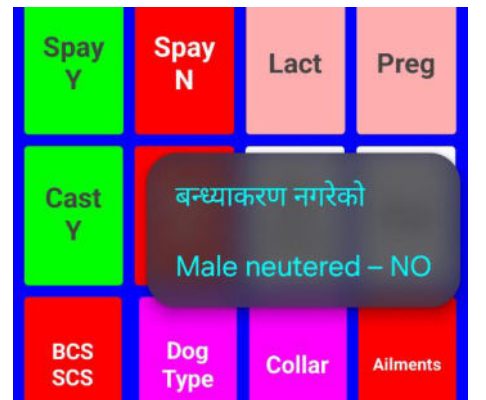 Spay
Y
Spay
N
Lact
Preg
Cast
Y
बन्ध्याकरण नगरेको
Male neutered – NO
BCS
SCS
Dog
Type
Collar
Ailments